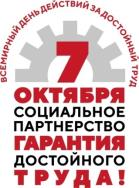 ВСЕМИРНЫЙ ДЕНЬ ДЕЙСТВИЙ ЗА ДОСТОЙНЫЙ ТРУД
7
ОКТЯБРЯ
СОЦИАЛЬНОЕ
ПАРТНЕРСТВО
ГАРАНТИЯ
ДОСТОЙНОГО
ТРУДА!